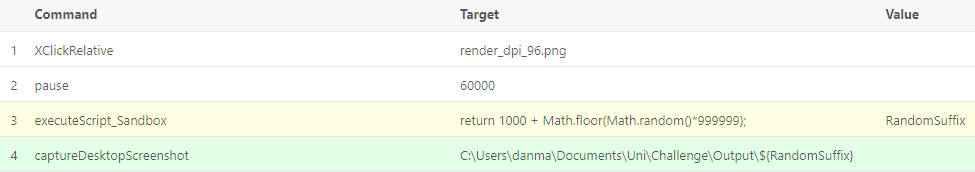 Command Target Value
1 XClickRelative render_dpi_96.png
2 pause 60000
3 executeScript_Sandbox return 1000 + Math.floor(Math.random()*999999); RandomSuffix
4 captureDesktopScreenshot C:\Users\danma\Documents\Uni\Challenge\Output\${RandomSuffix}